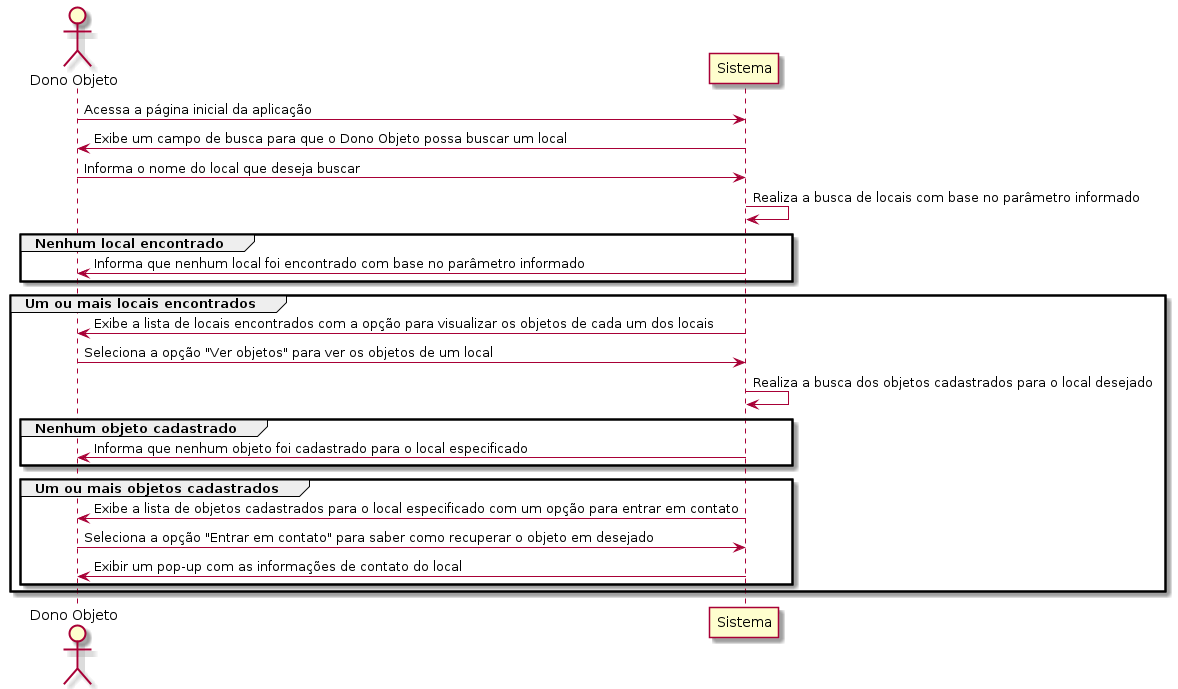 Dono Objeto
Sistema
Acessa a página inicial da aplicação
Exibe um campo de busca para que o Dono Objeto possa buscar um local
Informa o nome do local que deseja buscar
Realiza a busca de locais com base no parâmetro informado
Nenhum local encontrado
Informa que nenhum local foi encontrado com base no parâmetro informado
Um ou mais locais encontrados
Exibe a lista de locais encontrados com a opção para visualizar os objetos de cada um dos locais
Seleciona a opção "Ver objetos" para ver os objetos de um local
Realiza a busca dos objetos cadastrados para o local desejado
Nenhum objeto cadastrado
Informa que nenhum objeto foi cadastrado para o local especificado
Um ou mais objetos cadastrados
Exibe a lista de objetos cadastrados para o local especificado com um opção para entrar em contato
Seleciona a opção "Entrar em contato" para saber como recuperar o objeto em desejado
Exibir um pop-up com as informações de contato do local
Dono Objeto
Sistema